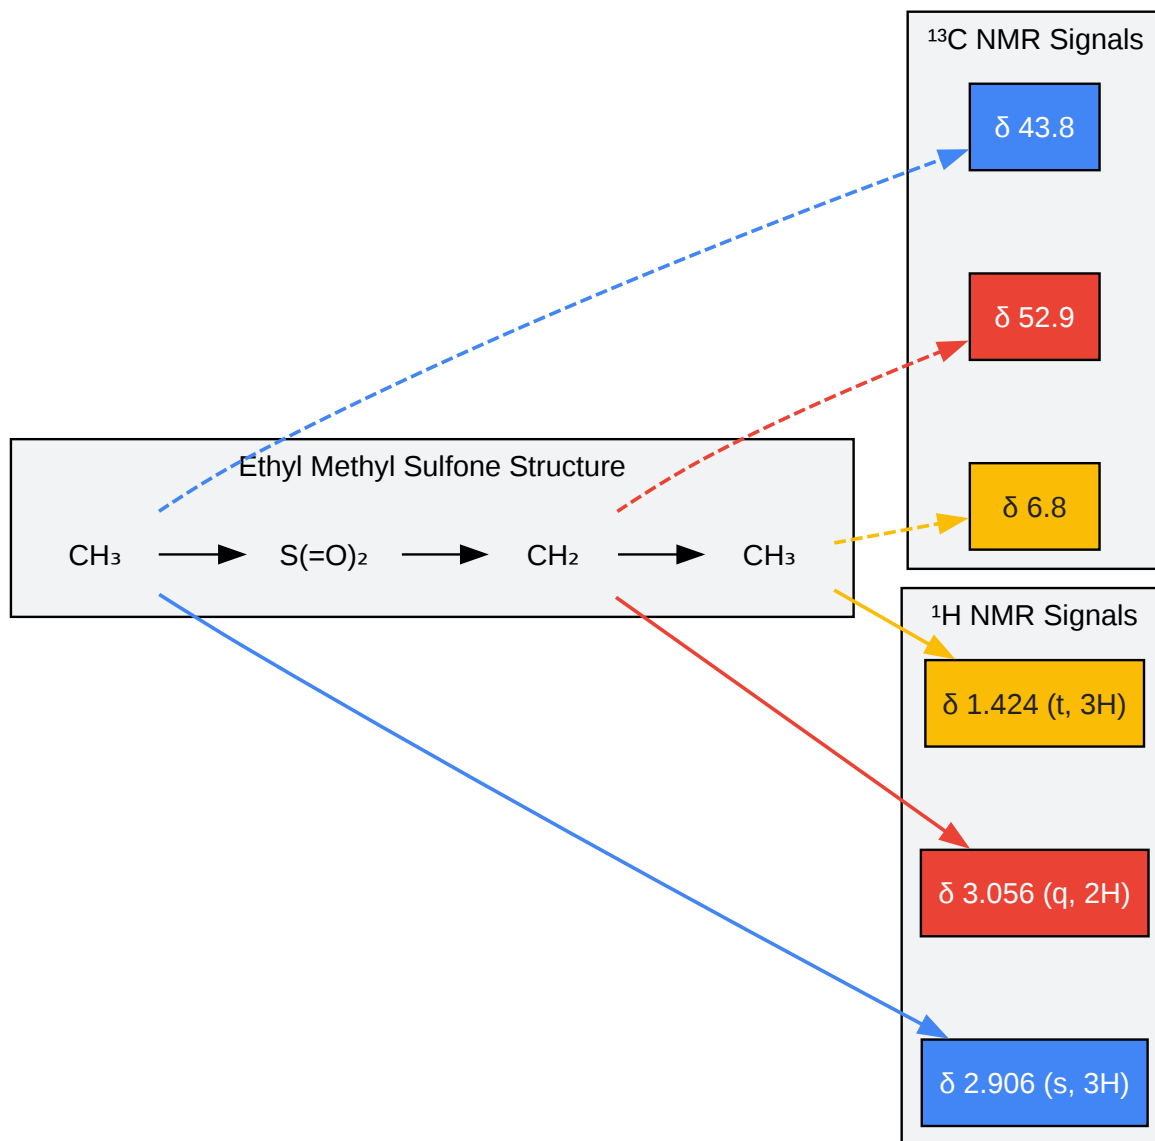 ¹³C NMR Signals
δ 43.8
δ 52.9
δ 6.8
Ethyl Methyl Sulfone Structure
CH₃
S(=O)₂
CH₂
CH₃
¹H NMR Signals
δ 1.424 (t, 3H)
δ 3.056 (q, 2H)
δ 2.906 (s, 3H)